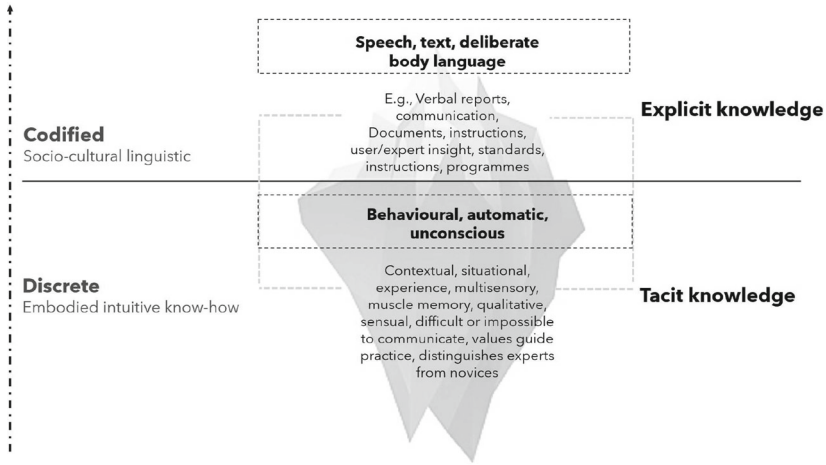 Speech, text, deliberate
body language
E.g., Verbal reports,
communication,
Documents, instructions,
user/expert insight, standards,
instructions, programmes
Explicit knowledge
Codified
Socio-cultural linguistic
Behavioural, automatic,
unconscious
Contextual, situational,
experience, multisensory,
muscle memory, qualitative,
sensual, difficult or impossible
to communicate, values guide
practice, distinguishes experts
from novices
Discrete
Embodied intuitive know-how
Tacit knowledge